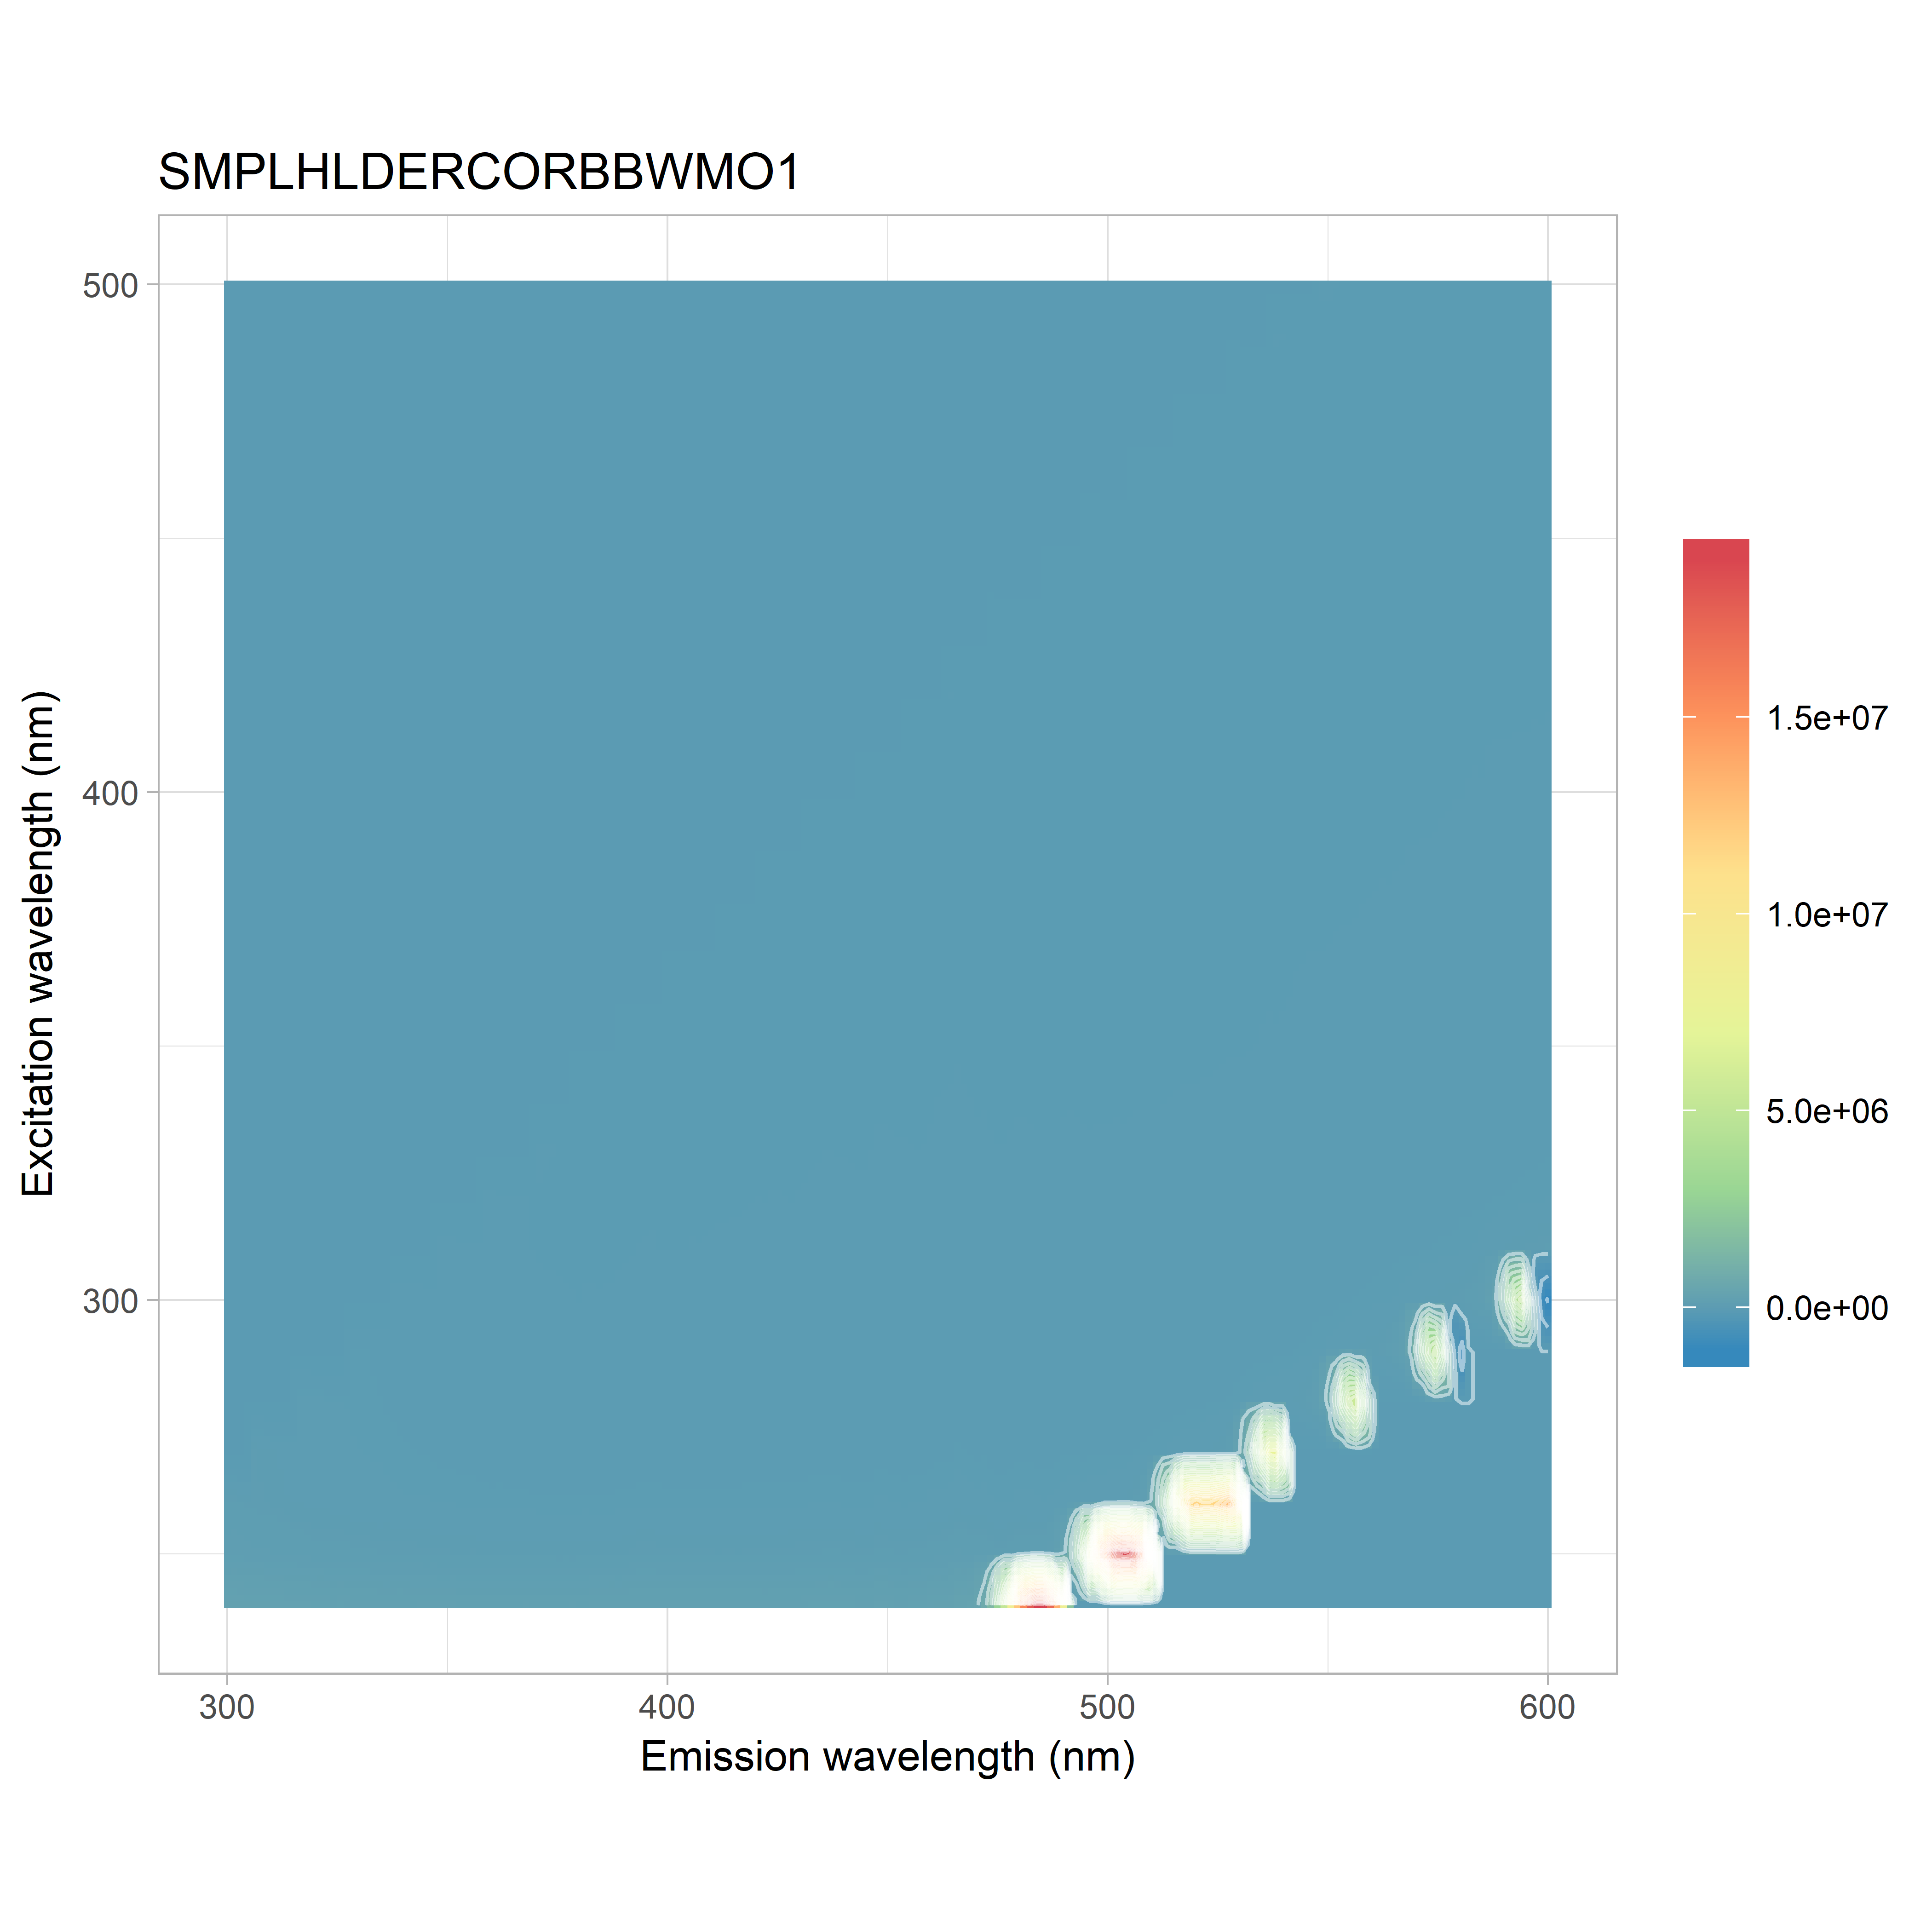 SMPLHLDERCORBBWMO1
500
400
300
Excitation wavelength (nm)
300
400
500
600
Emission wavelength (nm)
1.5e+07
1.0e+07
5.0e+06
0.0e+00